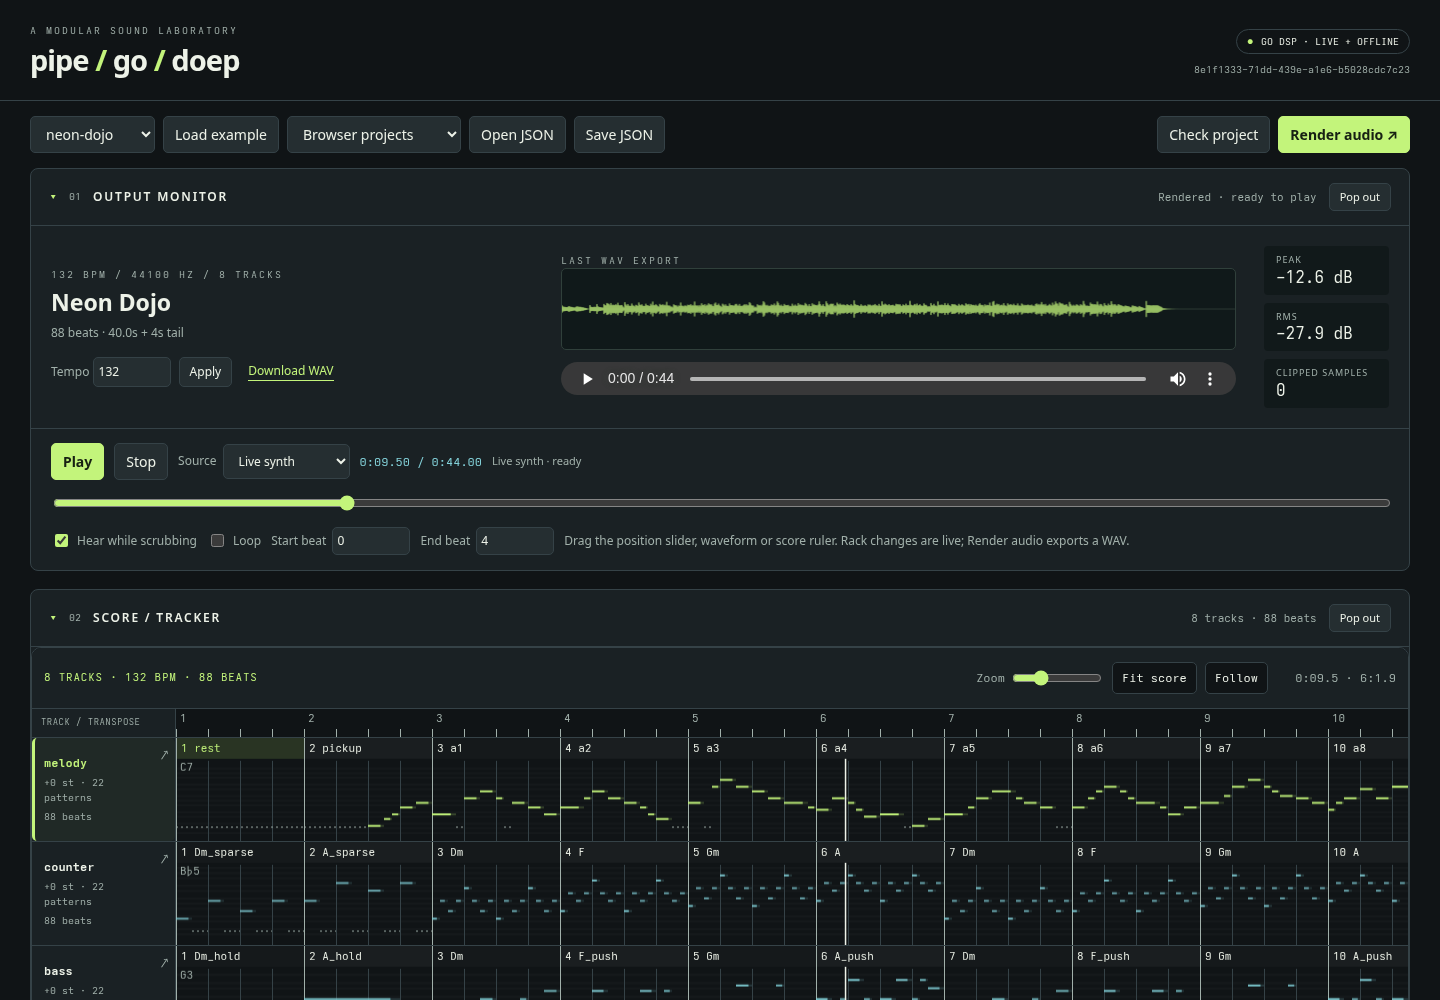 A MODULAR SOUND LABORATORY
pipe / go / doep
GO DSP · LIVE + OFFLINE
8e1f1333-71dd-439e-a1e6-b5028cdc7c23
neon-dojo Load example Browser projects Open JSON Save JSON Check project Render audio ↗
01 OUTPUT MONITOR Rendered · ready to play Pop out
132 BPM / 44100 HZ / 8 TRACKS
Neon Dojo
88 beats · 40.0s + 4s tail
Tempo 132 Apply Download WAV
LAST WAV EXPORT
0:00 / 0:44
PEAK
-12.6 dB
RMS
-27.9 dB
CLIPPED SAMPLES
0
Play Stop Source Live synth 0:09.50 / 0:44.00 Live synth · ready
Hear while scrubbing Loop Start beat 0 End beat 4 Drag the position slider, waveform or score ruler. Rack changes are live; Render audio exports a WAV.
02 SCORE / TRACKER 8 tracks · 88 beats Pop out
8 TRACKS · 132 BPM · 88 BEATS Zoom Fit score Follow 0:09.5 · 6:1.9
TRACK / TRANSPOSE 1 2 3 4 5 6 7 8 9 10
melody ↗
+0 st · 22
patterns
88 beats
1 rest 2 pickup 3 a1 4 a2 5 a3 6 a4 7 a5 8 a6 9 a7 10 a8
C7
counter ↗
+0 st · 22
patterns
88 beats
1 Dm_sparse 2 A_sparse 3 Dm 4 F 5 Gm 6 A 7 Dm 8 F 9 Gm 10 A
B♭5
bass ↗
+0 st · 22
1 Dm_hold 2 A_hold 3 Dm 4 F_push 5 Gm 6 A_push 7 Dm 8 F_push 9 Gm 10 A_push
G3